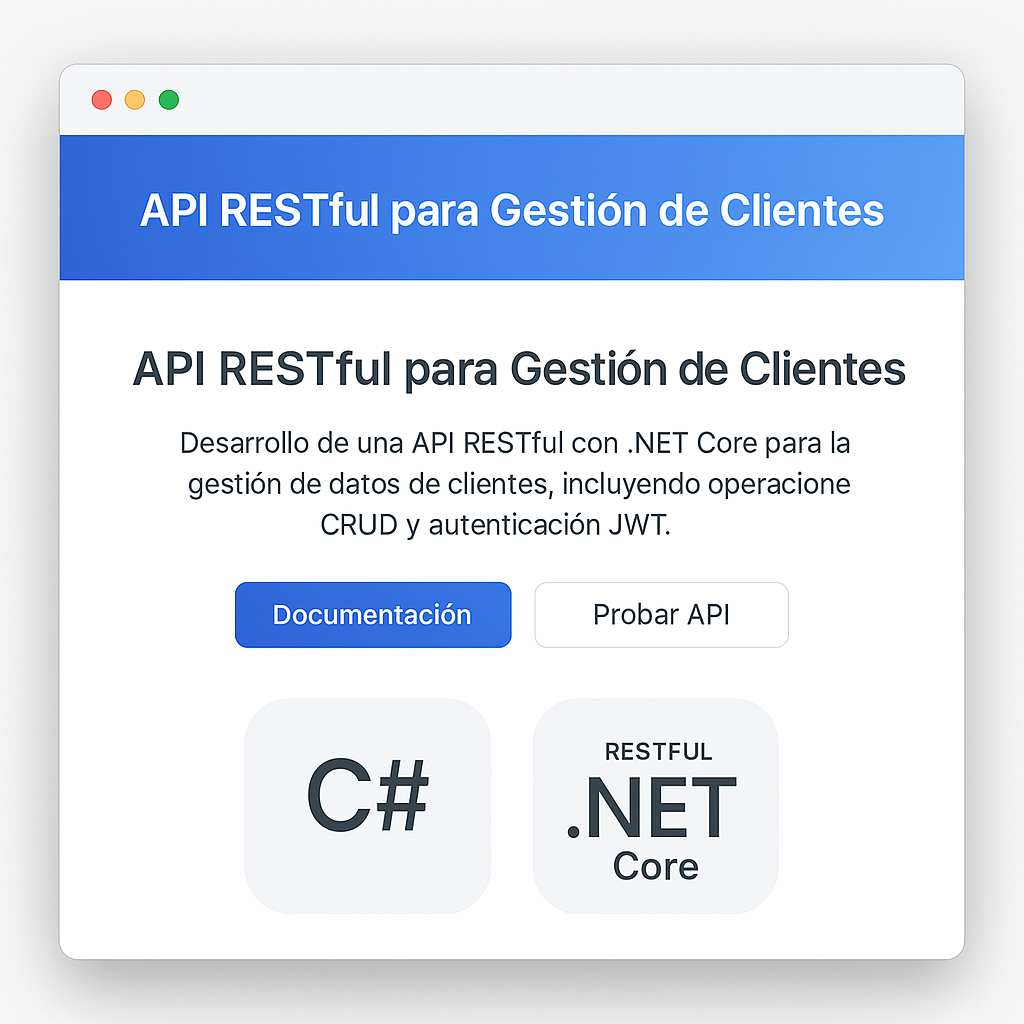 API RESTful para Gestión de Clientes
API RESTful para Gestión de Clientes
Desarrollo de una API RESTful con .NET Core para la
gestión de datos de clientes, incluyendo operacione
CRUD y autenticación JWT.
Documentación
Probar API
C#
RESTFUL
.NET
Core